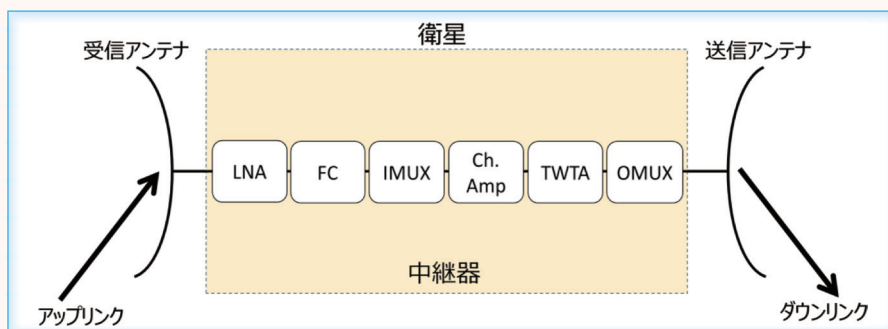 衛星
受信アンテナ
送信アンテナ
LNA
FC
IMUX
Ch.
Amp
TWTA
OMUX
中継器
アップリンク
ダウンリンク